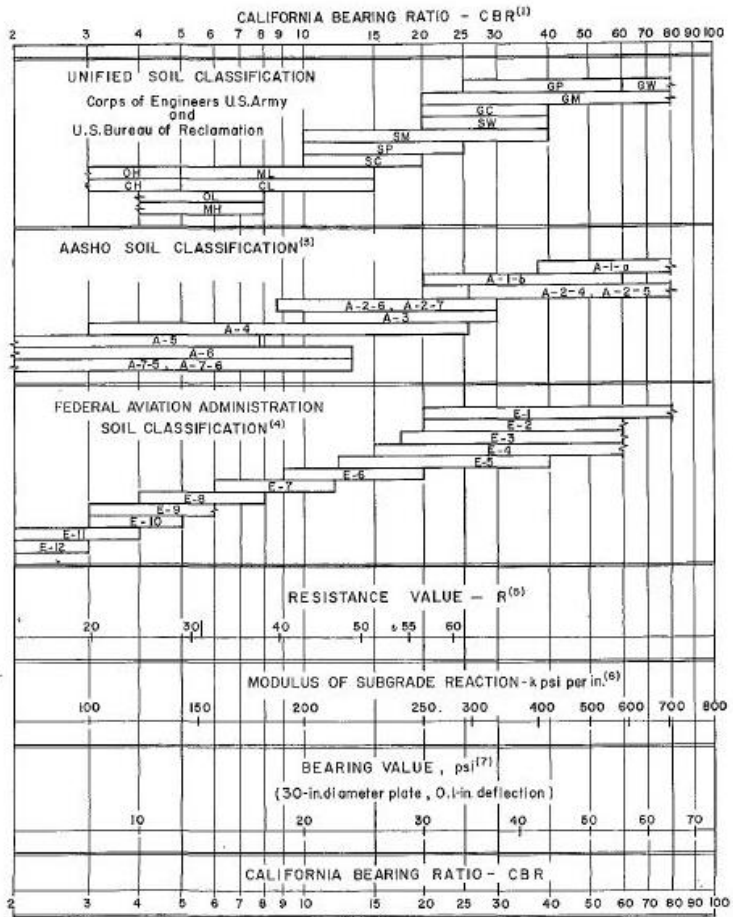 CALIFORNIA BEARING RATIO - CBR(1)
2 3 4 5 6 7 8 9 10 15 20 25 30 40 50 60 70 80 100
UNIFIED SOIL CLASSIFICATION
Corps of Engineers U.S. Army
and
U.S. Bureau of Reclamation
GP GW
GM
GC
SW
SM
SP
SC
OH ML
CH CL
OL
MH
AASHO SOIL CLASSIFICATION(3)
A-1-a
A-1-b
A-2-4, A-2-5
A-2-6, A-2-7
A-3
A-4
A-5
A-6
A-7-5, A-7-6
FEDERAL AVIATION ADMINISTRATION
SOIL CLASSIFICATION(4)
E-1
E-2
E-3
E-4
E-5
E-6
E-7
E-8
E-9
E-10
E-11
E-12
RESISTANCE VALUE - R(5)
20 30 40 50 55 60
MODULUS OF SUBGRADE REACTION - k psi per in.(6)
100 150 200 250 300 400 500 600 700 800
BEARING VALUE, psi(7)
(30-in. diameter plate, 0.1-in. deflection)
10 20 30 40 50 60 70
CALIFORNIA BEARING RATIO - CBR
2 3 4 5 6 7 8 9 10 15 20 25 30 40 50 60 70 80 90 100